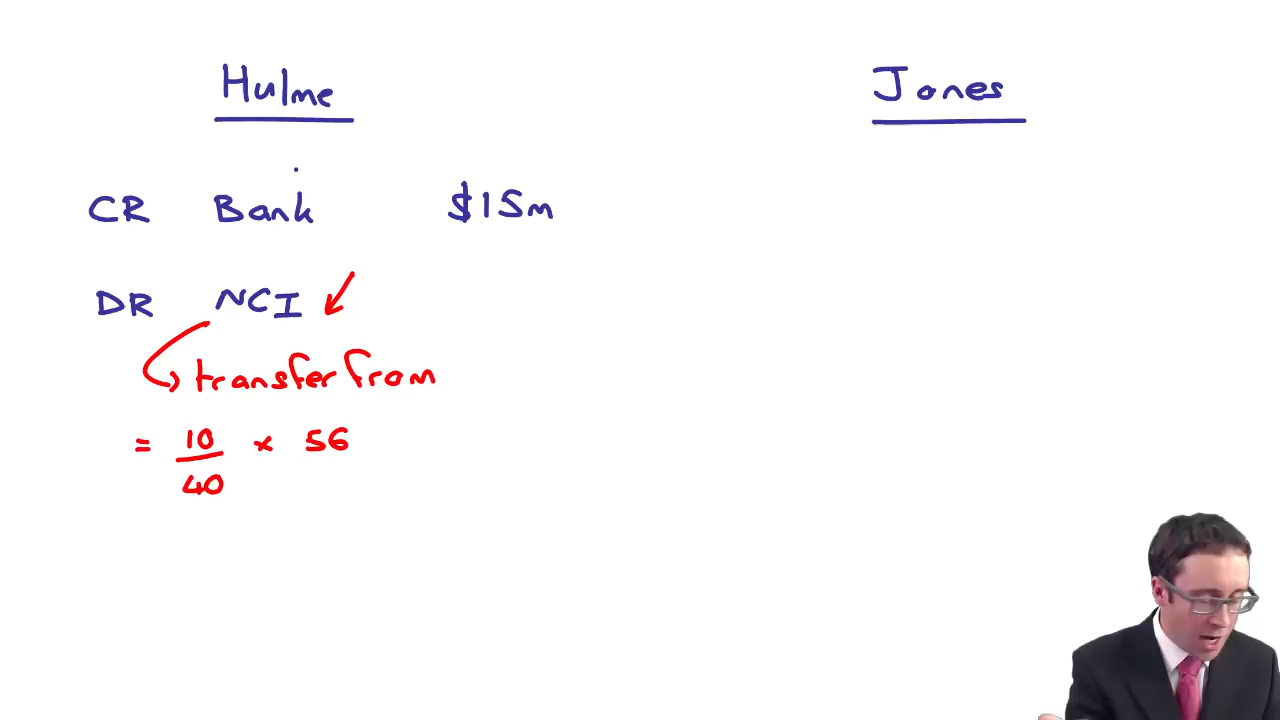 Hulme
Jones
CR Bank $15m
DR NCI
transfer from
= 10/40 × 56